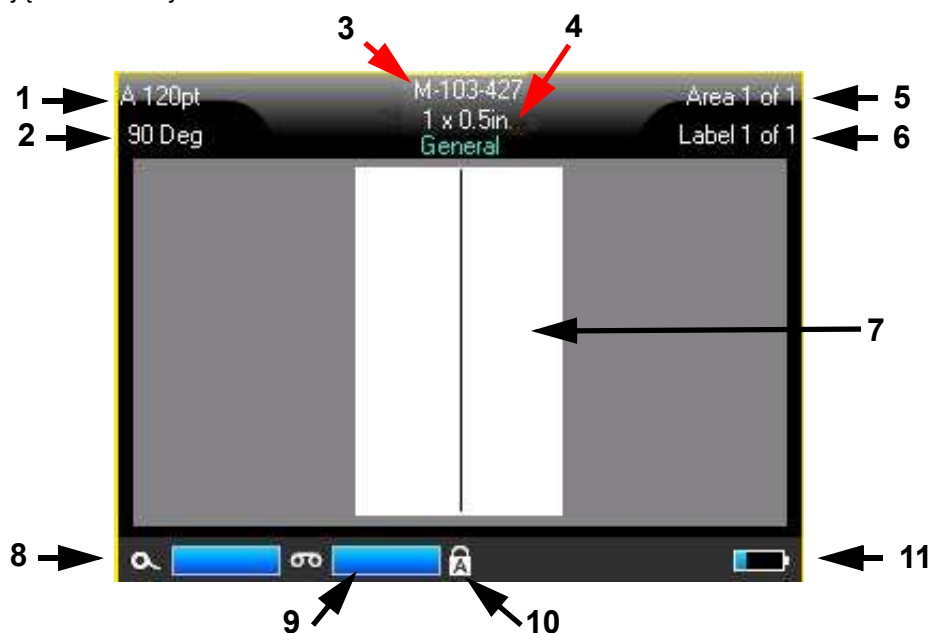 3 4
M-103-427
1 A 120pt Area 1 of 1 5
1 x 0.5in
2 90 Deg Label 1 of 1 6
General
7
8 11
A
9 10